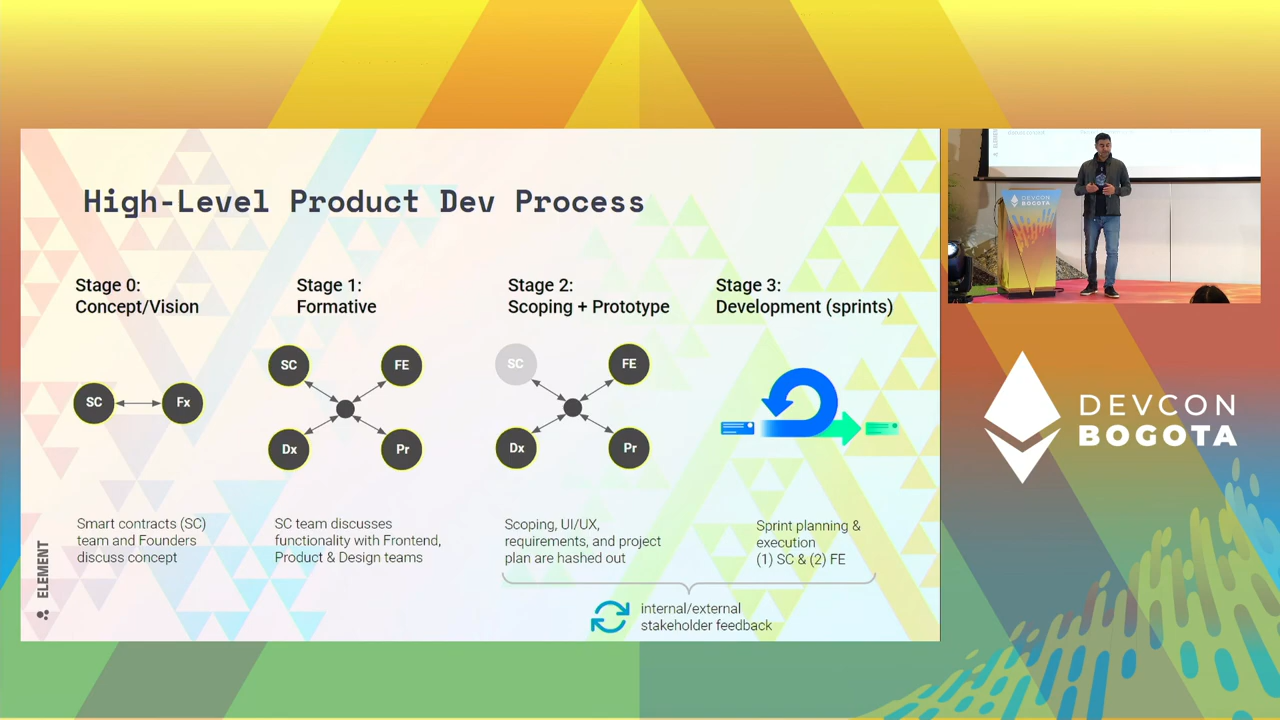 High-Level Product Dev Process
Stage 0:
Concept/Vision
Stage 1:
Formative
Stage 2:
Scoping + Prototype
Stage 3:
Development (sprints)
SC
Fx
SC
FE
Dx
Pr
SC
FE
Dx
Pr
Smart contracts (SC)
team and Founders
discuss concept
SC team discusses
functionality with Frontend,
Product & Design teams
Scoping, UI/UX,
requirements, and project
plan are hashed out
Sprint planning &
execution
(1) SC & (2) FE
internal/external
stakeholder feedback
ELEMENT
DEVCON
BOGOTA
DEVCON
BOGOTA